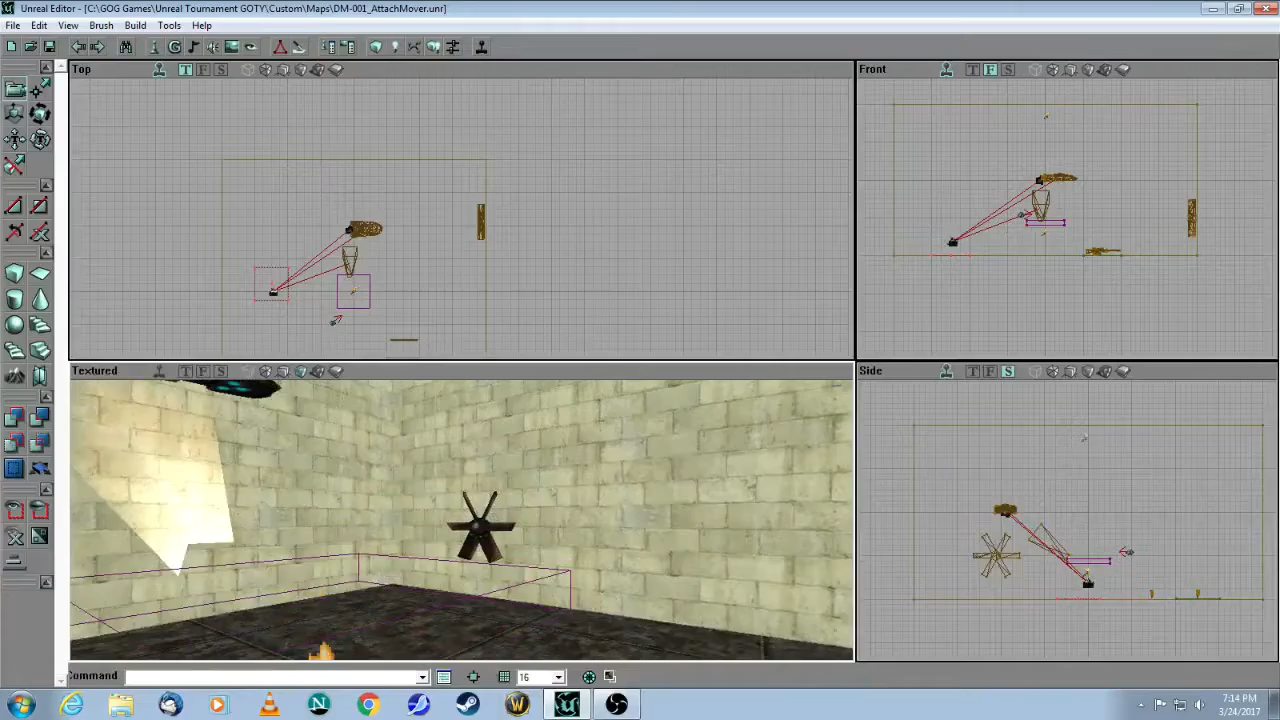 Unreal Editor - [C:\GOG Games\Unreal Tournament GOTY\Custom\Maps\DM-001_AttachMover.unr]
File Edit View Brush Build Tools Help
Top T F S
Front T F S
Textured T F S
Side T F S
Command 16
7:14 PM
3/24/2017